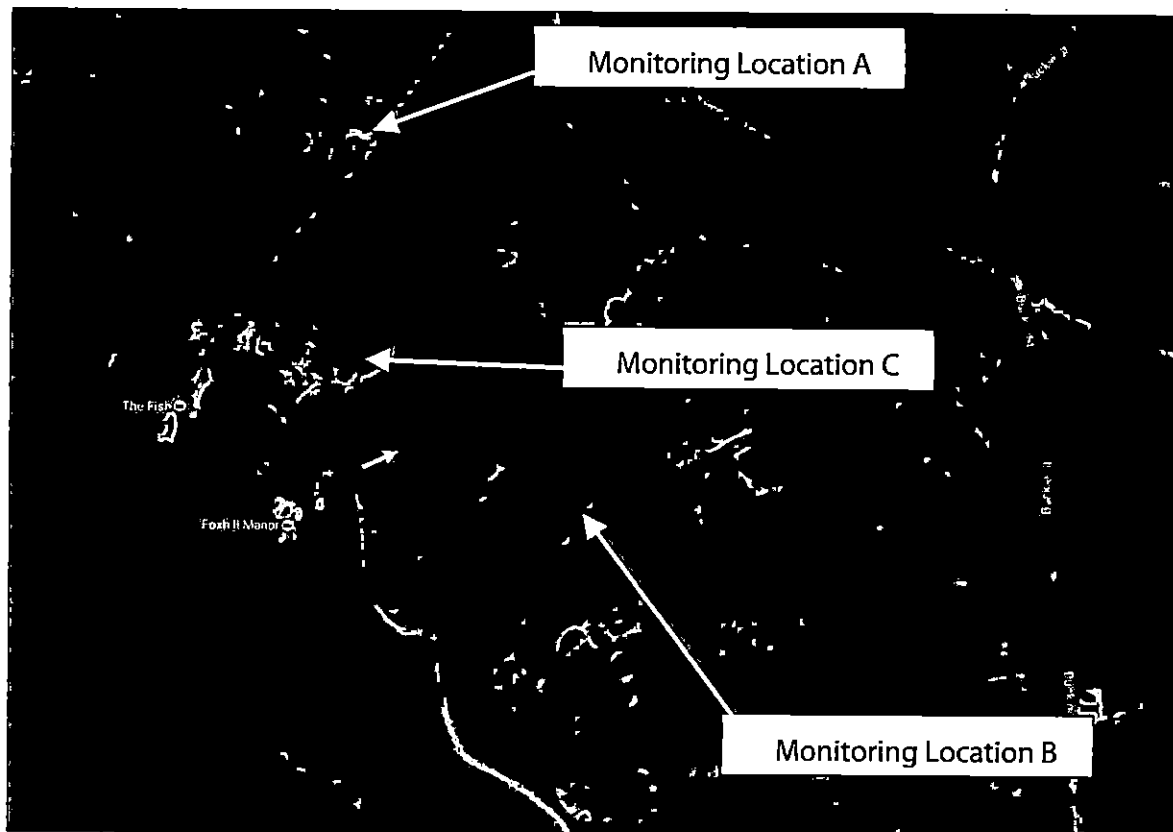 Monitoring Location A
Monitoring Location C
The Fish
Foxhill Manor
Monitoring Location B